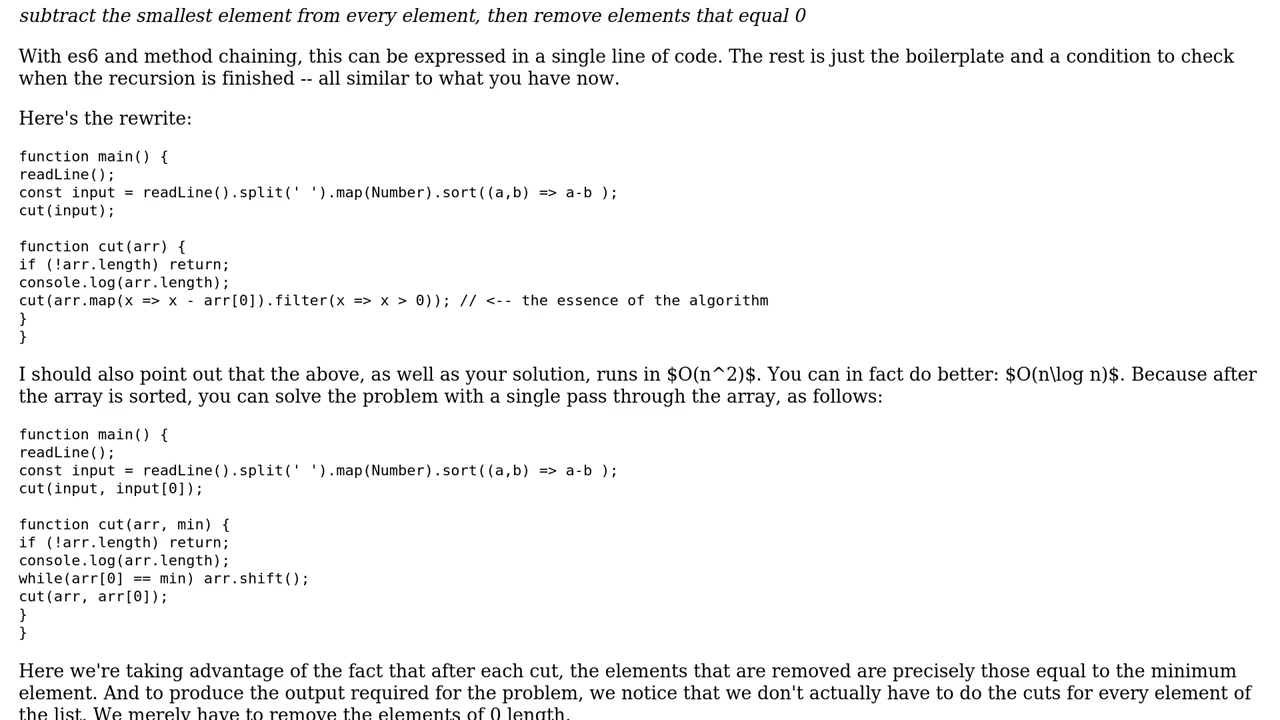 subtract the smallest element from every element, then remove elements that equal 0
With es6 and method chaining, this can be expressed in a single line of code. The rest is just the boilerplate and a condition to check
when the recursion is finished -- all similar to what you have now.
Here's the rewrite:
function main() {
readLine();
const input = readLine().split(' ').map(Number).sort((a,b) => a-b );
cut(input);
function cut(arr) {
if (!arr.length) return;
console.log(arr.length);
cut(arr.map(x => x - arr[0]).filter(x => x > 0)); // <-- the essence of the algorithm
}
}
I should also point out that the above, as well as your solution, runs in $O(n^2)$. You can in fact do better: $O(n\log n)$. Because after
the array is sorted, you can solve the problem with a single pass through the array, as follows:
function main() {
readLine();
const input = readLine().split(' ').map(Number).sort((a,b) => a-b );
cut(input, input[0]);
function cut(arr, min) {
if (!arr.length) return;
console.log(arr.length);
while(arr[0] == min) arr.shift();
cut(arr, arr[0]);
}
}
Here we're taking advantage of the fact that after each cut, the elements that are removed are precisely those equal to the minimum
element. And to produce the output required for the problem, we notice that we don't actually have to do the cuts for every element of
the list. We merely have to remove the elements of 0 length.